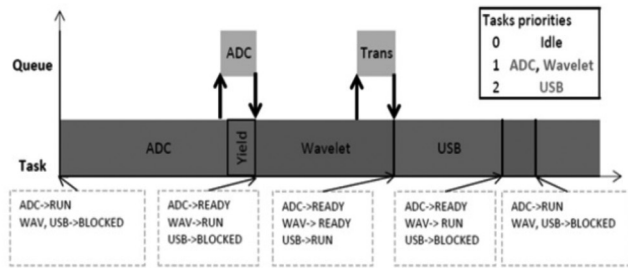 Tasks priorities
0 Idle
1 ADC, Wavelet
2 USB
Queue
ADC
Trans
Task
ADC
Yield
Wavelet
USB
ADC->RUN
WAV, USB->BLOCKED
ADC->READY
WAV->RUN
USB->BLOCKED
ADC->READY
WAV-> READY
USB->RUN
ADC->READY
WAV-> RUN
USB->BLOCKED
ADC->RUN
WAV, USB->BLOCKED